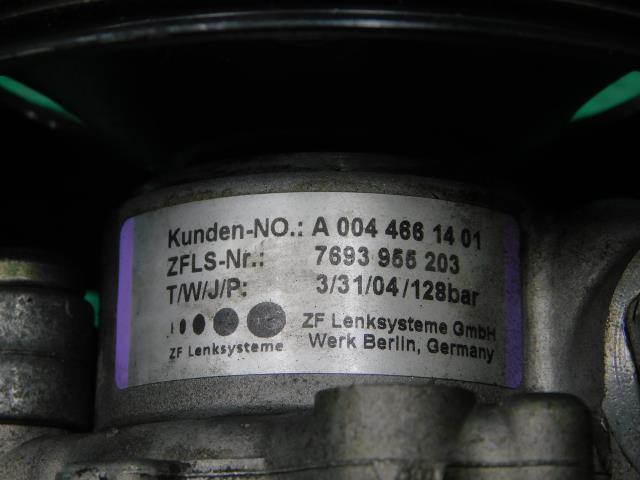 Kunden-NO.: A 004 466 14 01
ZFLS-Nr.: 7693 955 203
T/W/J/P: 3/31/04/128bar
ZF Lenksysteme GmbH
ZF Lenksysteme Werk Berlin, Germany